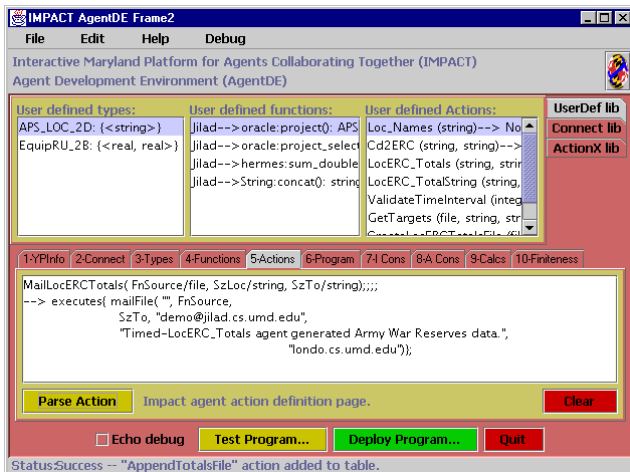 IMPACT AgentDE Frame2
File Edit Help Debug
Interactive Maryland Platform for Agents Collaborating Together (IMPACT)
Agent Development Environment (AgentDE)
User defined types: User defined functions: User defined Actions: UserDef lib
APS_LOC_2D: {<string>} Jilad-->oracle:project(): APS Loc_Names (string)--> No Connect lib
EquipRU_2B: {<real, real>} Jilad-->oracle:project_select Cd2ERC (string, string)--> ActionX lib
Jilad-->hermes:sum_double LocERC_Totals (string, strir
Jilad-->String:concat(): string LocERC_TotalString (string,
ValidateTimeInterval (integ
GetTargets (file, string, str
1-YPInfo 2-Connect 3-Types 4-Functions 5-Actions 6-Program 7-I Cons 8-A Cons 9-Calcs 10-Finiteness
MailLocERCTotals( FnSource/file, SzLoc/string, SzTo/string);;;;
--> executes{ mailFile( "", FnSource,
SzTo, "demo@jilad.cs.umd.edu",
"Timed-LocERC_Totals agent generated Army War Reserves data.",
"londo.cs.umd.edu")};
Parse Action Impact agent action definition page. Clear
Echo debug Test Program... Deploy Program... Quit
Status:Success -- "AppendTotalsFile" action added to table.